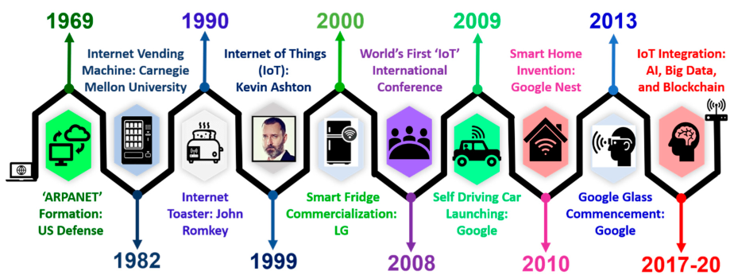 1969
1990
2000
2009
2013
Internet Vending
Machine: Carnegie
Mellon University
Internet of Things
(IoT):
Kevin Ashton
World's First 'IoT'
International
Conference
Smart Home
Invention:
Google Nest
IoT Integration:
AI, Big Data,
and Blockchain
'ARPANET'
Formation:
US Defense
Internet
Toaster: John
Romkey
Smart Fridge
Commercialization:
LG
Self Driving Car
Launching:
Google
Google Glass
Commencement:
Google
1982
1999
2008
2010
2017-20